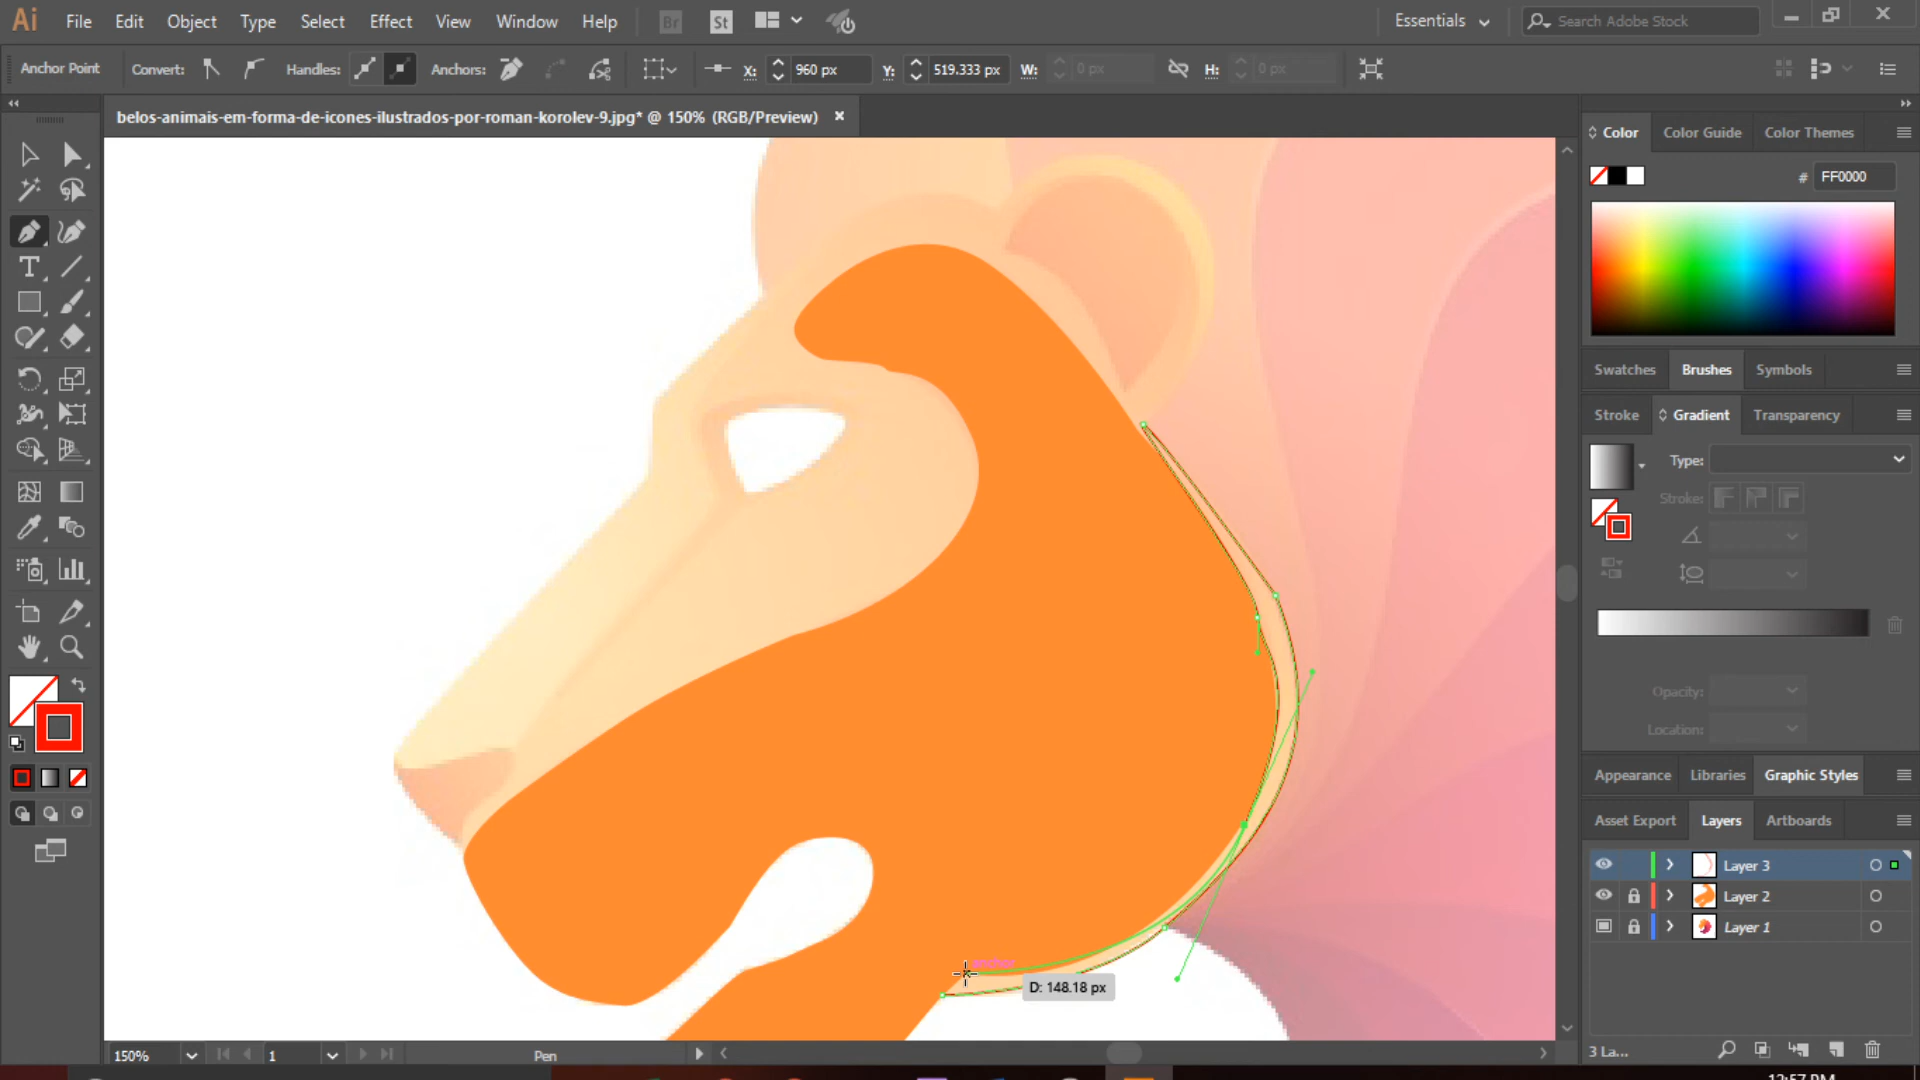 Ai File Edit Object Type Select Effect View Window Help Br St Essentials Search Adobe Stock
Anchor Point Convert: Handles: Anchors: X: 960 px Y: 519.333 px W: 0 px H: 0 px
belos-animais-em-forma-de-icones-ilustrados-por-roman-korolev-9.jpg* @ 150% (RGB/Preview)
Color Color Guide Color Themes
# FF0000
Swatches Brushes Symbols
Stroke Gradient Transparency
Type:
Stroke:
Opacity:
Location:
Appearance Libraries Graphic Styles
Asset Export Layers Artboards
Layer 3
Layer 2
Layer 1
anchor
D: 148.18 px
3 La...
150% 1 Pen
12:57 PM